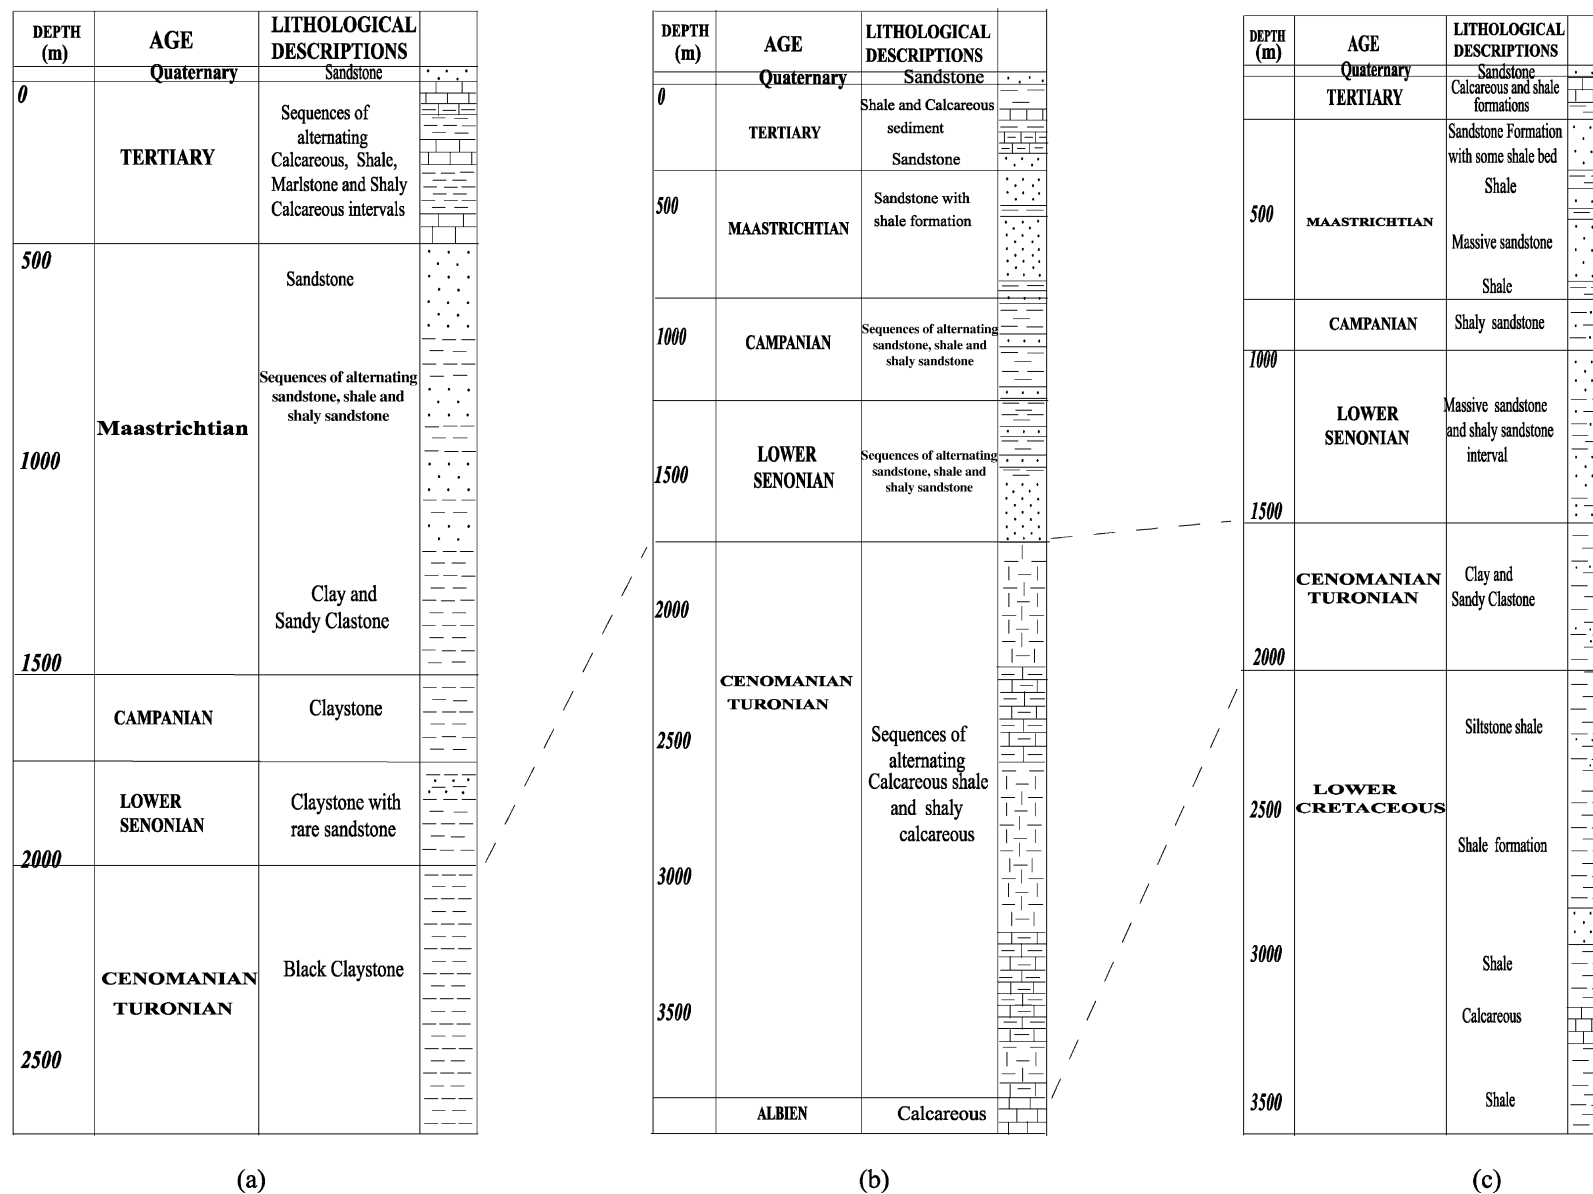 DEPTH
(m)
AGE
LITHOLOGICAL
DESCRIPTIONS
Quaternary
Sandstone
0
TERTIARY
Sequences of
alternating
Calcareous, Shale,
Marlstone and Shaly
Calcareous intervals
500
Maastrichtian
Sandstone
Sequences of alternating
sandstone, shale and
shaly sandstone
1000
Clay and
Sandy Clastone
1500
CAMPANIAN
Claystone
LOWER
SENONIAN
Claystone with
rare sandstone
2000
CENOMANIAN
TURONIAN
Black Claystone
2500
(a)
DEPTH
(m)
AGE
LITHOLOGICAL
DESCRIPTIONS
Quaternary
Sandstone
0
TERTIARY
Shale and Calcareous
sediment
Sandstone
500
MAASTRICHTIAN
Sandstone with
shale formation
1000
CAMPANIAN
Sequences of alternating
sandstone, shale and
shaly sandstone
LOWER
SENONIAN
Sequences of alternating
sandstone, shale and
shaly sandstone
1500
2000
CENOMANIAN
TURONIAN
2500
Sequences of
alternating
Calcareous shale
and shaly
calcareous
3000
3500
ALBIEN
Calcareous
(b)
DEPTH
(m)
AGE
LITHOLOGICAL
DESCRIPTIONS
Quaternary
Sandstone
TERTIARY
Calcareous and shale
formations
Sandstone Formation
with some shale bed
Shale
500
MAASTRICHTIAN
Massive sandstone
Shale
CAMPANIAN
Shaly sandstone
1000
LOWER
SENONIAN
Massive sandstone
and shaly sandstone
interval
1500
CENOMANIAN
TURONIAN
Clay and
Sandy Clastone
2000
Siltstone shale
LOWER
CRETACEOUS
2500
Shale formation
3000
Shale
Calcareous
3500
Shale
(c)